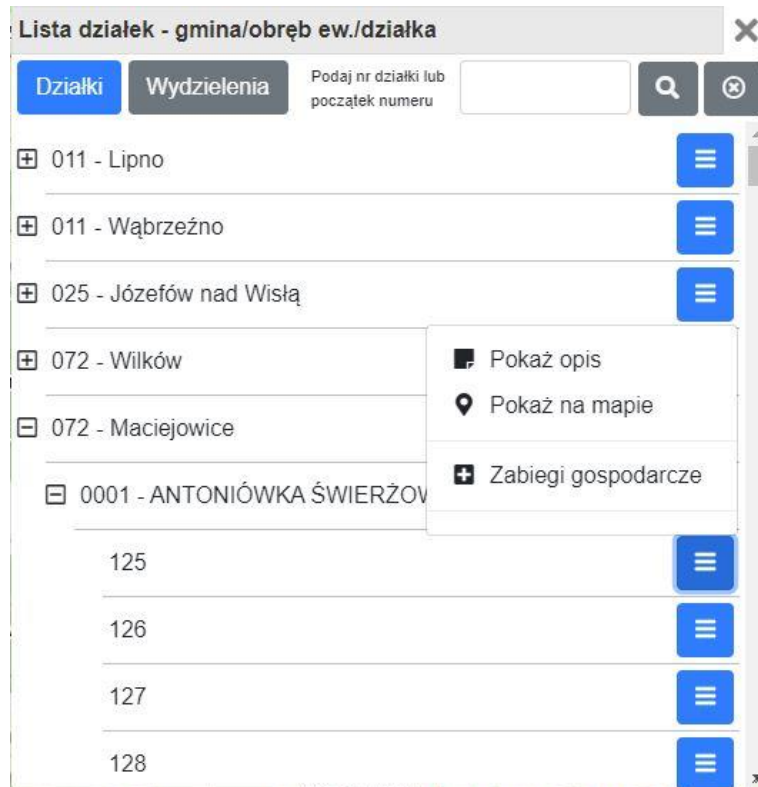 Lista działek - gmina/obręb ew./działka
Działki
Wydzielenia
Podaj nr działki lub
początek numeru
011 - Lipno
011 - Wąbrzeźno
025 - Józefów nad Wisłą
072 - Wilków
Pokaż opis
Pokaż na mapie
072 - Maciejowice
Zabiegi gospodarcze
0001 - ANTONIÓWKA
125
126
127
128